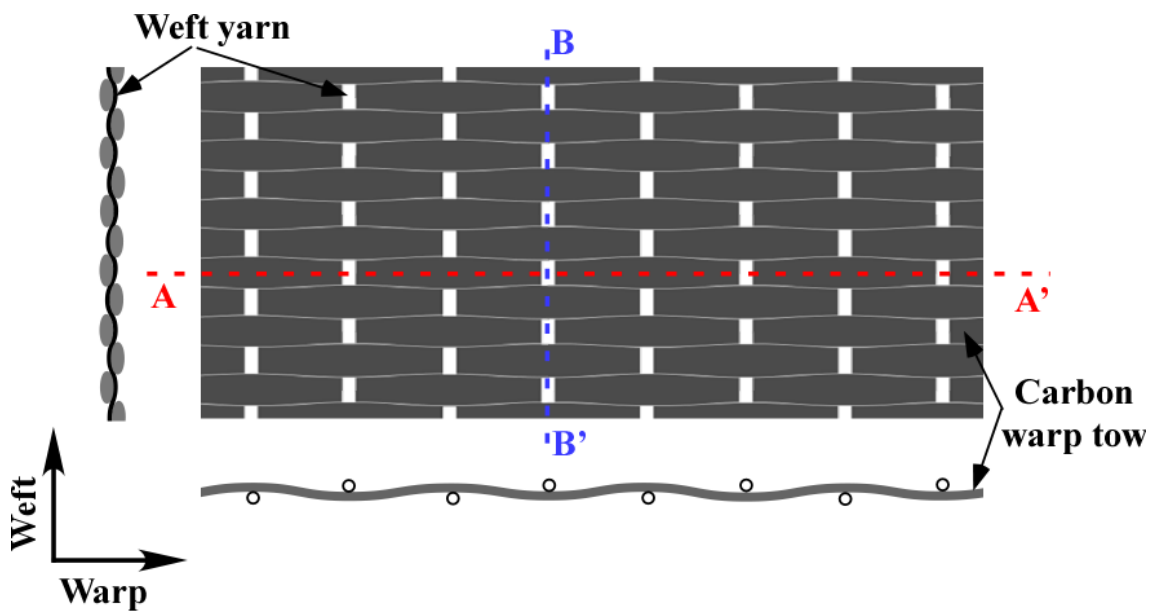 Weft yarn
B
A
A’
Carbon
warp tow
B’
Weft
Warp